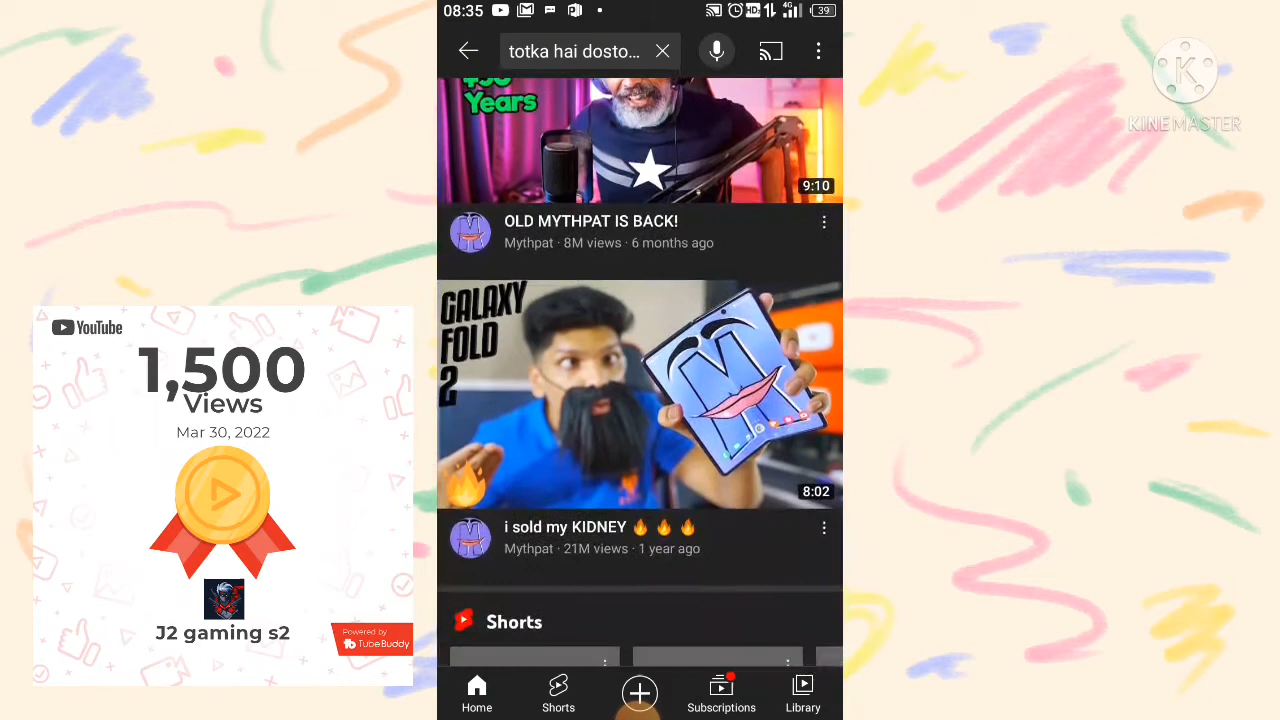 08:35
HD
4G
39
totka hai dosto...
Years
9:10
OLD MYTHPAT IS BACK!
Mythpat · 8M views · 6 months ago
GALAXY
FOLD
2
M
8:02
i sold my KIDNEY 🔥 🔥 🔥
Mythpat · 21M views · 1 year ago
Shorts
Home
Shorts
Subscriptions
Library
YouTube
1,500
Views
Mar 30, 2022
J2 gaming s2
Powered by
TubeBuddy
K
KINEMASTER